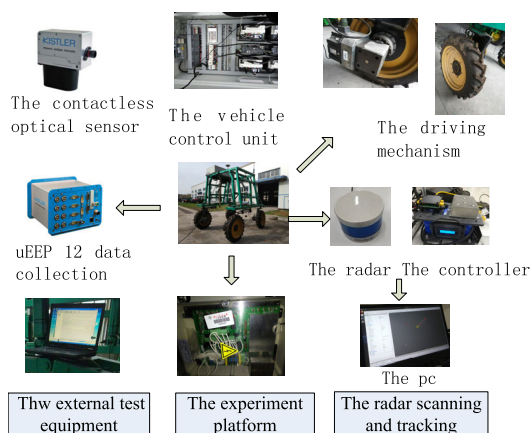 KISTLER
The contactless
optical sensor
The vehicle
control unit
The driving
mechanism
uEEP 12 data
collection
The radar The controller
The pc
Thw external test
equipment
The experiment
platform
The radar scanning
and tracking